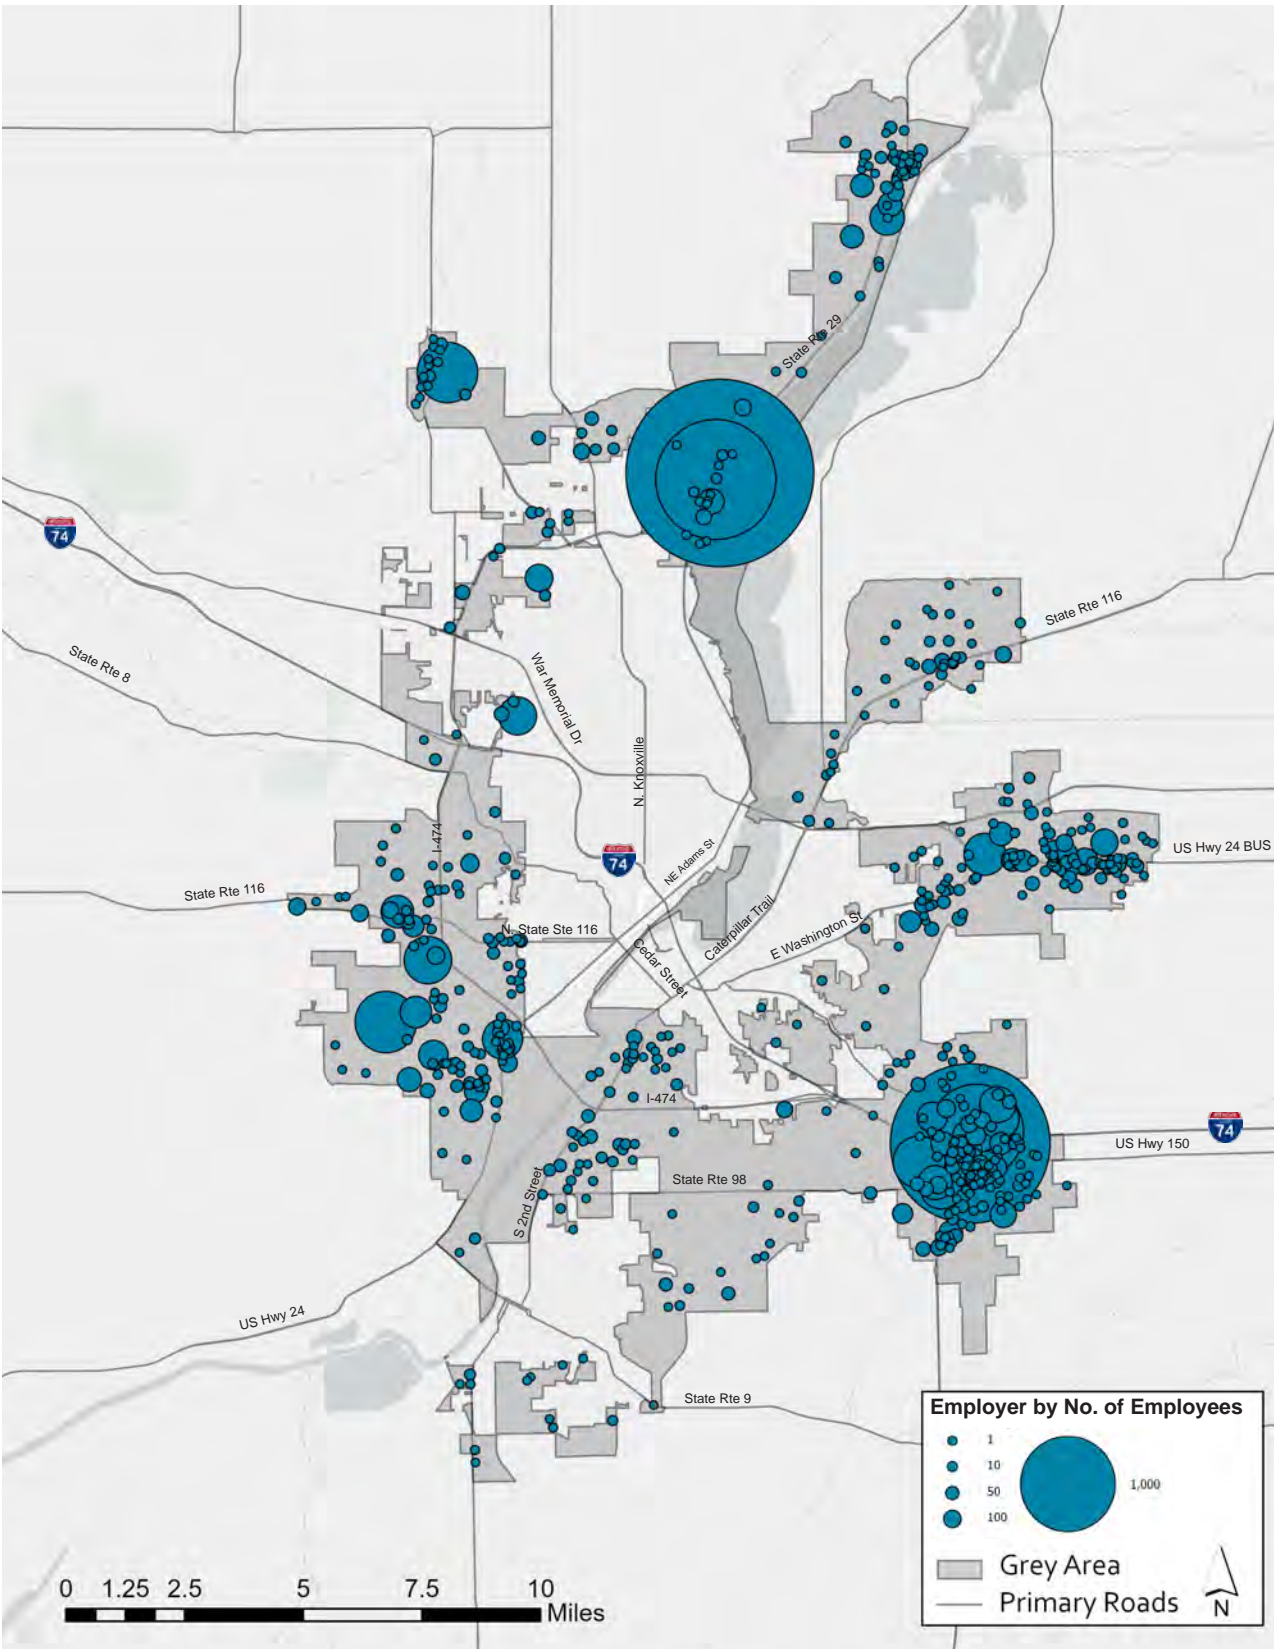 State Rte 29
74
State Rte 116
State Rte 8
War Memorial Dr
N. Knoxville
I-474
NE Adams St
74
US Hwy 24 BUS
State Rte 116
N. State Ste 116
Cedar Street
Caterpillar Trail
E Washington St
I-474
74
US Hwy 150
State Rte 98
S 2nd Street
US Hwy 24
State Rte 9
Employer by No. of Employees
1
10
50
100
1,000
Grey Area
Primary Roads
N
0 1.25 2.5 5 7.5 10
Miles